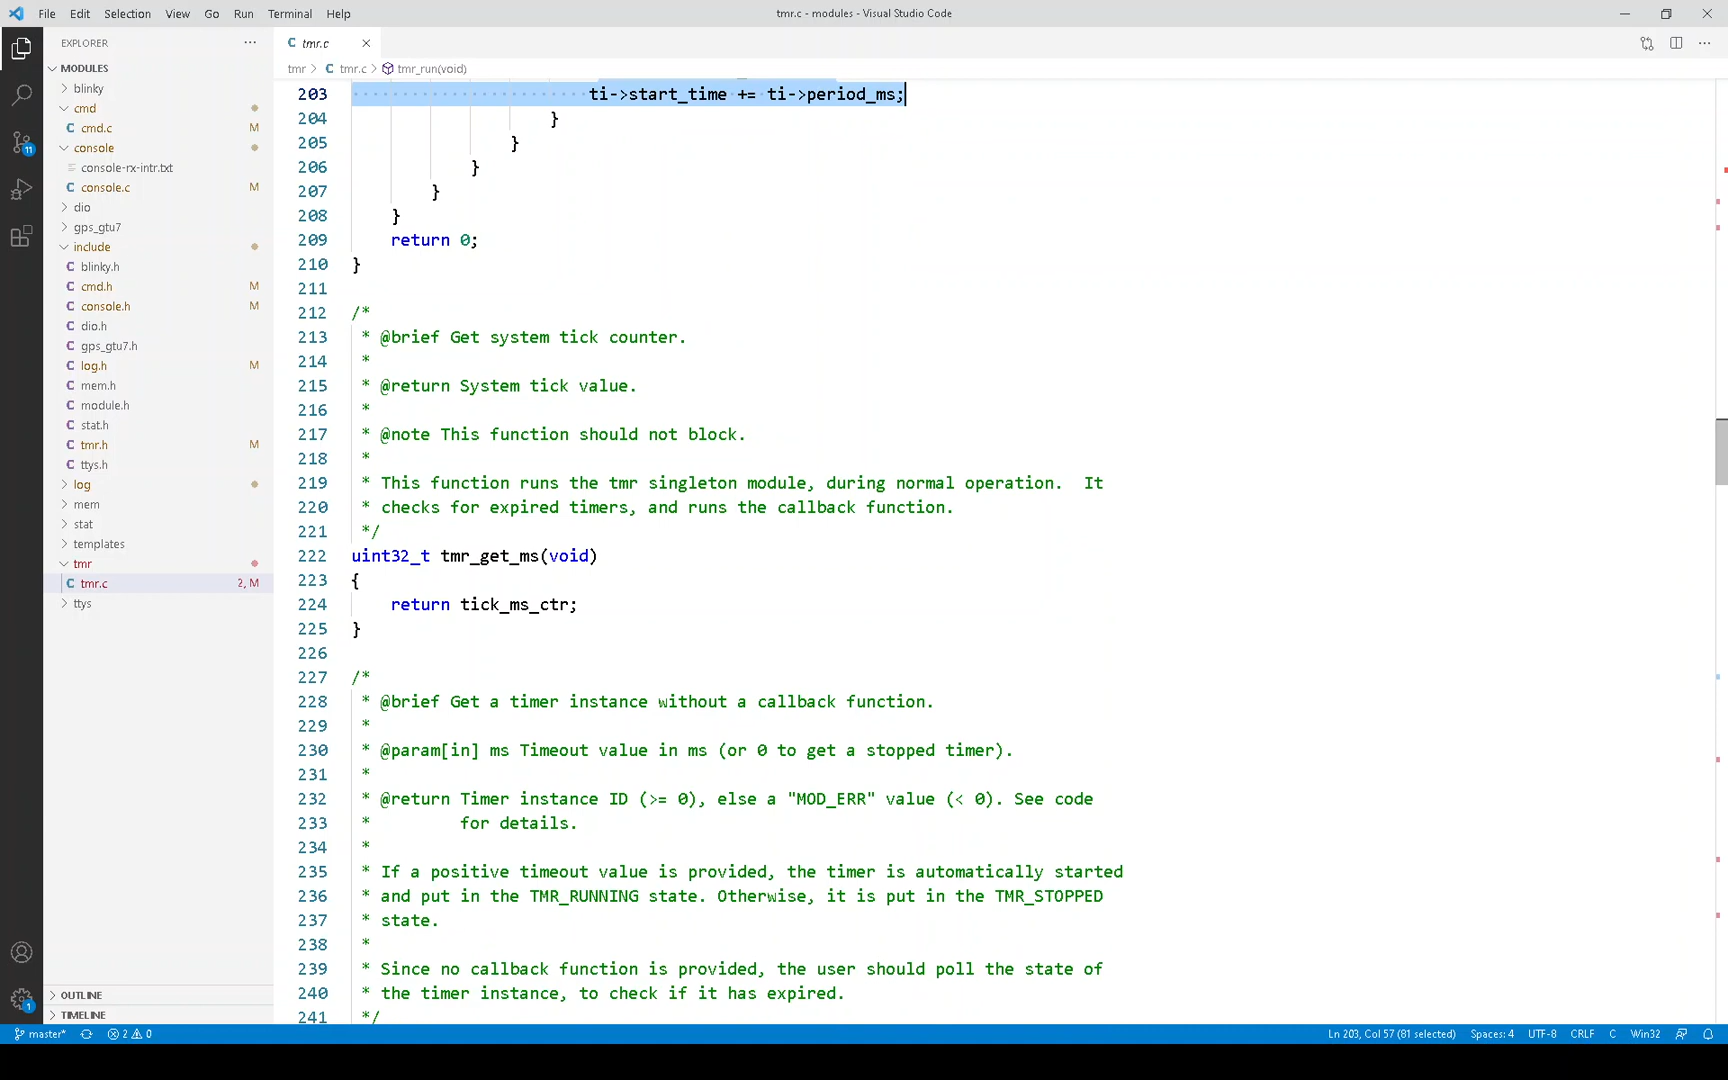 File Edit Selection View Go Run Terminal Help
tmr.c - modules - Visual Studio Code
EXPLORER
MODULES
blinky
cmd
C cmd.c M
console
console-rx-intr.txt
C console.c M
dio
gps_gtu7
include
C blinky.h
C cmd.h M
C console.h M
C dio.h
C gps_gtu7.h
C log.h M
C mem.h
C module.h
C stat.h
C tmr.h M
C ttys.h
log
mem
stat
templates
tmr
C tmr.c 2, M
ttys
OUTLINE
TIMELINE
11
1
C tmr.c
tmr > C tmr.c > tmr_run(void)
203 ti->start_time += ti->period_ms;
204 }
205 }
206 }
207 }
208 }
209 return 0;
210 }
211
212 /*
213 * @brief Get system tick counter.
214 *
215 * @return System tick value.
216 *
217 * @note This function should not block.
218 *
219 * This function runs the tmr singleton module, during normal operation.  It
220 * checks for expired timers, and runs the callback function.
221 */
222 uint32_t tmr_get_ms(void)
223 {
224 return tick_ms_ctr;
225 }
226
227 /*
228 * @brief Get a timer instance without a callback function.
229 *
230 * @param[in] ms Timeout value in ms (or 0 to get a stopped timer).
231 *
232 * @return Timer instance ID (>= 0), else a "MOD_ERR" value (< 0). See code
233 * for details.
234 *
235 * If a positive timeout value is provided, the timer is automatically started
236 * and put in the TMR_RUNNING state. Otherwise, it is put in the TMR_STOPPED
237 * state.
238 *
239 * Since no callback function is provided, the user should poll the state of
240 * the timer instance, to check if it has expired.
241 */
master* 2 0 Ln 203, Col 57 (81 selected) Spaces: 4 UTF-8 CRLF C Win32